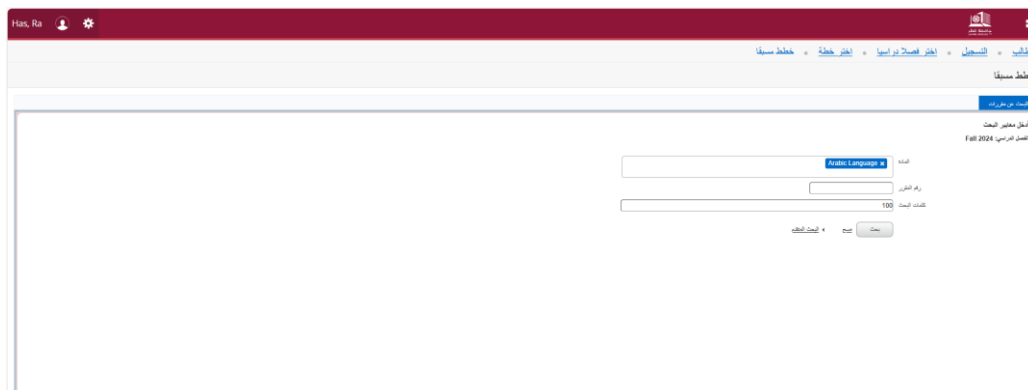 Has, Ra
طالب ● التسجيل ● اختر فصلا دراسيا ● اختر خطة ● خطط مسبقا
خطط مسبقا
البحث عن مقررات
أدخل معايير البحث
الفصل الدراسي: Fall 2024
المادة Arabic Language ×
رقم المقرر
كلمات البحث 100
بحث مسح البحث المتقدم